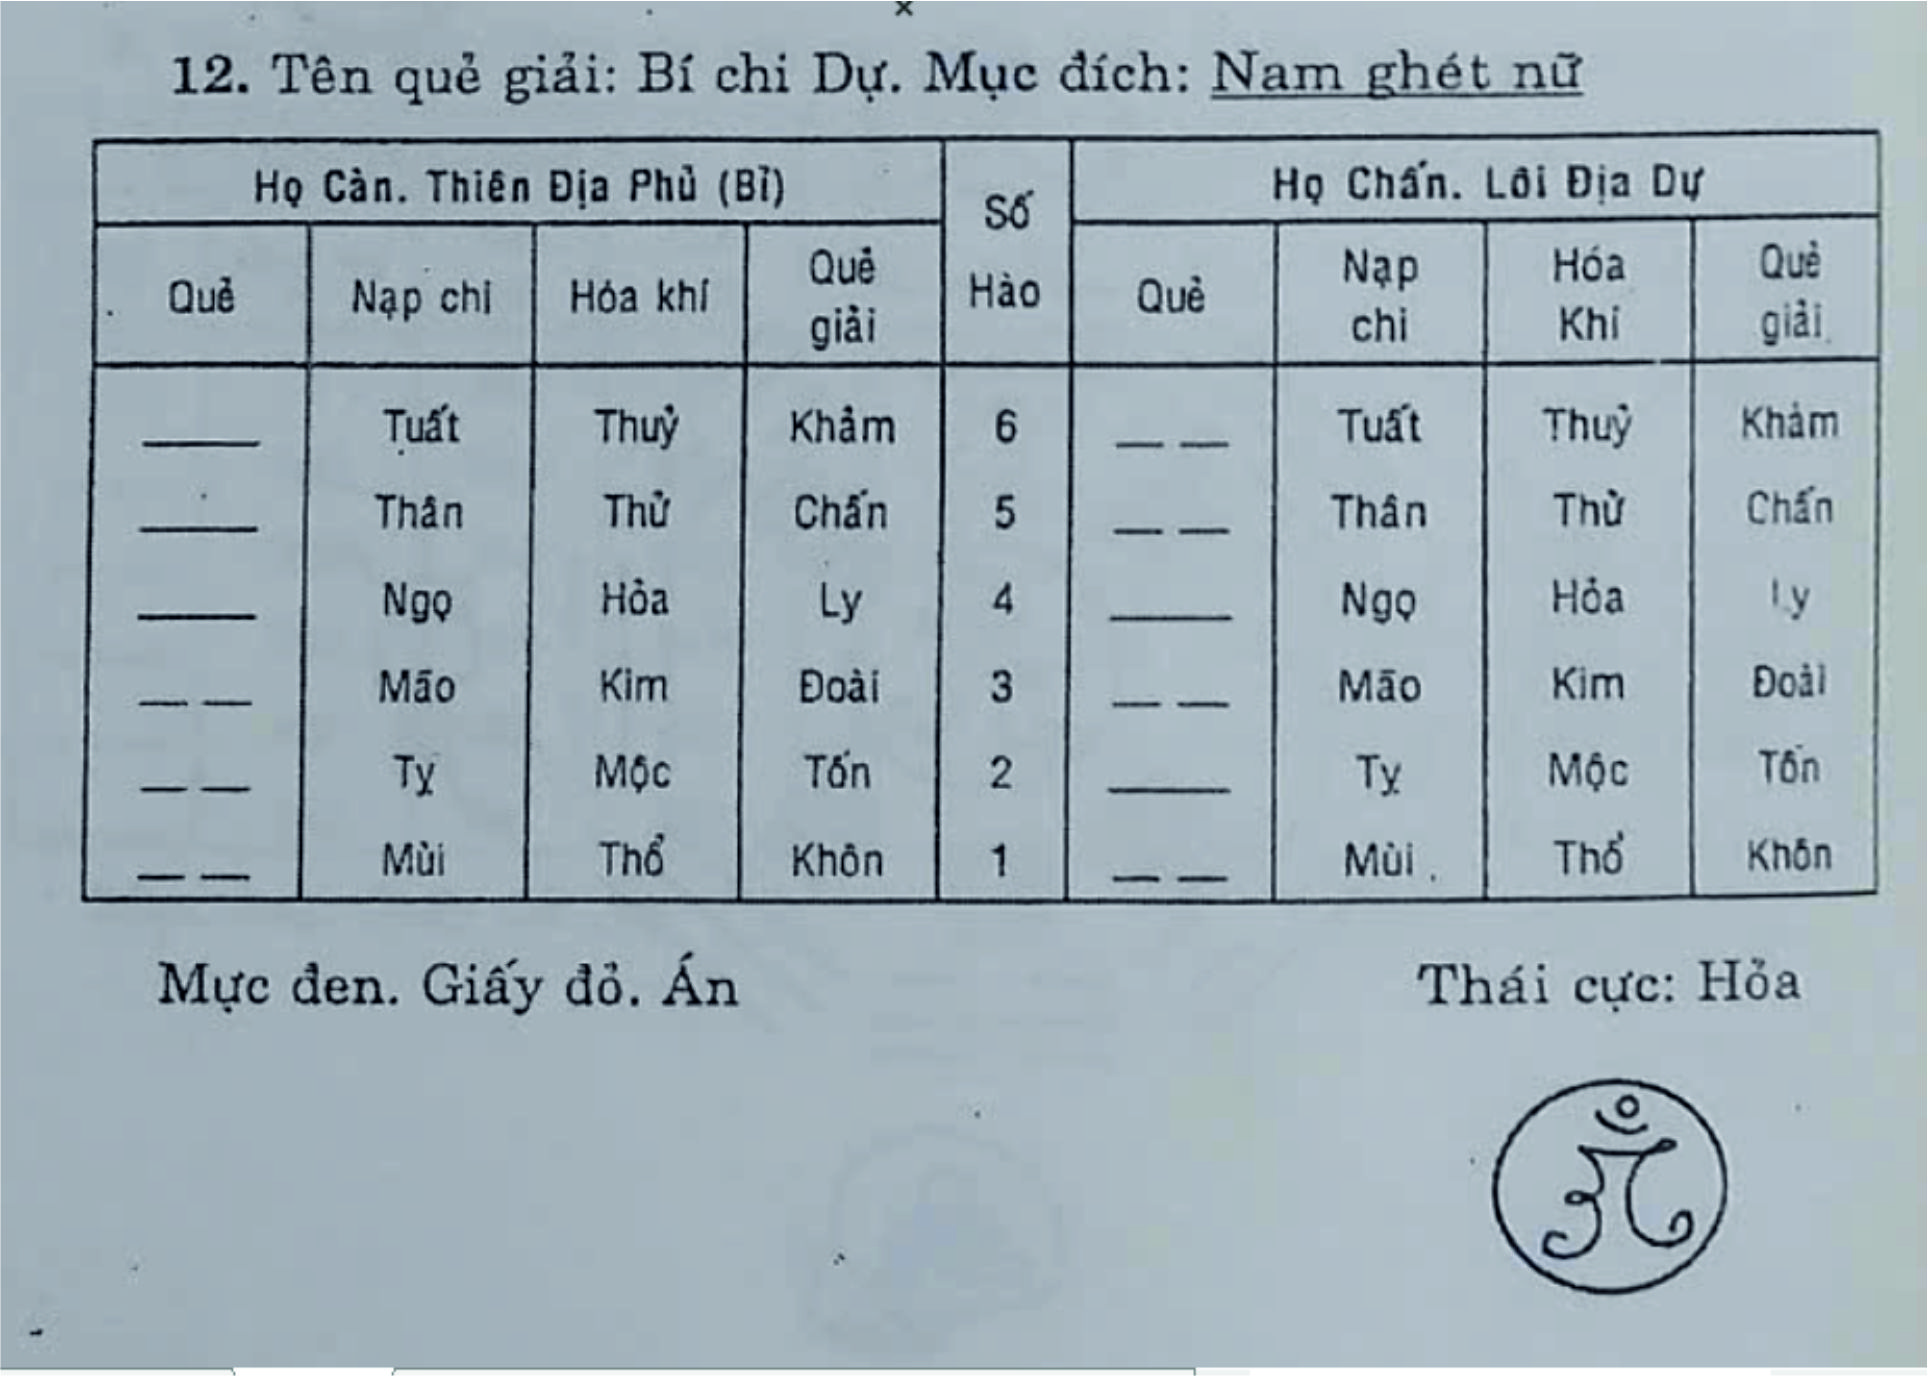 12. Tên quẻ giải: Bí chi Dự. Mục đích: Nam ghét nữ
Họ Càn. Thiên Địa Phủ (Bĩ) Số Hào Họ Chấn. Lôi Địa Dự
Quẻ Nạp chi Hóa khí Quẻ giải Quẻ Nạp chi Hóa Khí Quẻ giải
Tuất Thuỷ Khảm 6 Tuất Thuỷ Khảm
Thân Thử Chấn 5 Thân Thử Chấn
Ngọ Hỏa Ly 4 Ngọ Hỏa Ly
Mão Kim Đoài 3 Mão Kim Đoài
Tỵ Mộc Tốn 2 Tỵ Mộc Tốn
Mùi Thổ Khôn 1 Mùi Thổ Khôn
Mực đen. Giấy đỏ. Án Thái cực: Hỏa